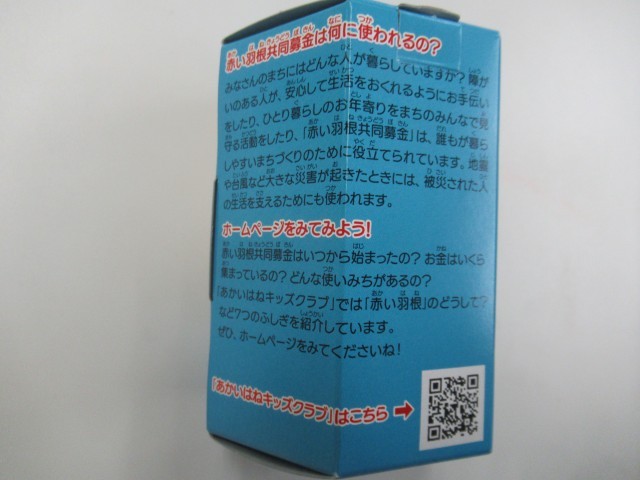 赤い羽根共同募金は何に使われるの？
みなさんのまちにはどんな人が暮らしていますか？障が
いのある人が、安心して生活をおくれるようにお手伝い
をしたり、ひとり暮らしのお年寄りをまちのみんなで見
守る活動をしたり、「赤い羽根共同募金」は、誰もが暮ら
しやすいまちづくりのために役立てられています。地震
や台風など大きな災害が起きたときには、被災された人
の生活を支えるためにも使われます。
ホームページをみてみよう！
赤い羽根共同募金はいつから始まったの？お金はいくら
集まっているの？どんな使いみちがあるの？
「あかいはねキッズクラブ」では「赤い羽根」のどうして？
など7つのふしぎを紹介しています。
ぜひ、ホームページをみてくださいね！
「あかいはねキッズクラブ」はこちら➡